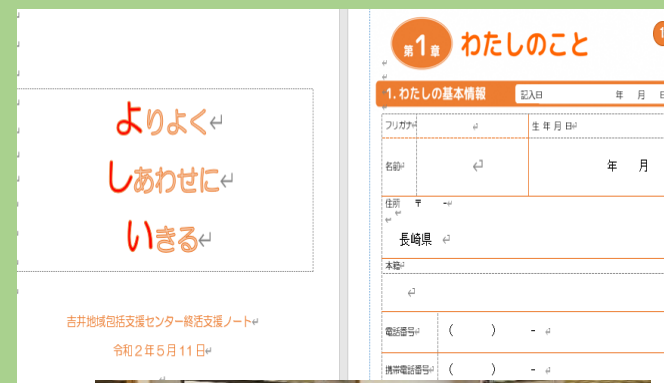 よりよく
しあわせに
いきる
吉井地域包括支援センター終活支援ノート
令和2年5月11日
第1章 わたしのこと
1
1. わたしの基本情報 記入日 年 月
フリガナ 生年月日
名前 年 月
住所 〒 -
長崎県
本籍
電話番号 ( ) -
携帯電話番号 ( ) -